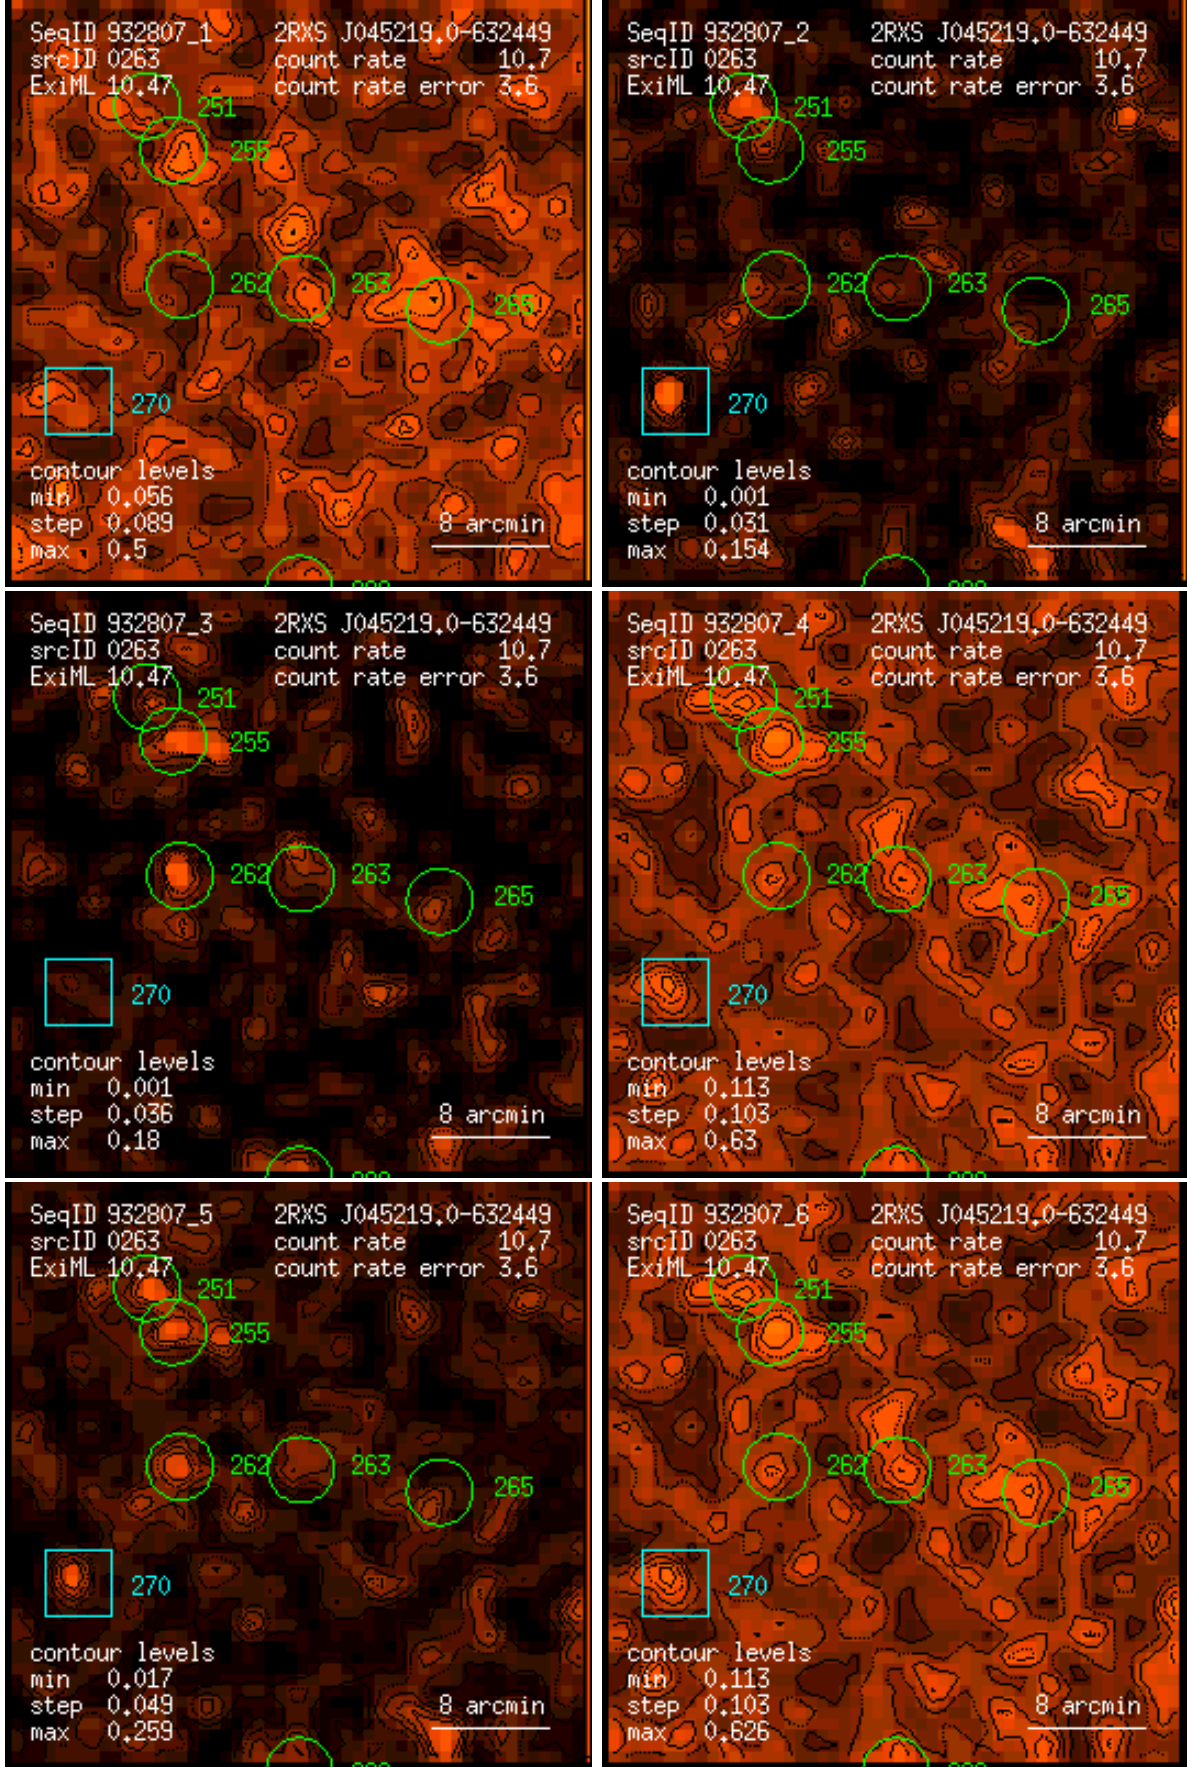 SeqID 932807_1 2RXS J045219.0-632449
srcID 0263 count rate 10.7
ExiML 10.47 count rate error 3.6
251
255
262 263
265
270
contour levels
min 0.056
step 0.089 8 arcmin
max 0.5
SeqID 932807_2 2RXS J045219.0-632449
srcID 0263 count rate 10.7
ExiML 10.47 count rate error 3.6
251
255
262 263
265
270
contour levels
min 0.001
step 0.031 8 arcmin
max 0.154
SeqID 932807_3 2RXS J045219.0-632449
srcID 0263 count rate 10.7
ExiML 10.47 count rate error 3.6
251
255
262 263
265
270
contour levels
min 0.001
step 0.036 8 arcmin
max 0.18
SeqID 932807_4 2RXS J045219.0-632449
srcID 0263 count rate 10.7
ExiML 10.47 count rate error 3.6
251
255
262 263
265
270
contour levels
min 0.113
step 0.103 8 arcmin
max 0.63
SeqID 932807_5 2RXS J045219.0-632449
srcID 0263 count rate 10.7
ExiML 10.47 count rate error 3.6
251
255
262 263
265
270
contour levels
min 0.017
step 0.049 8 arcmin
max 0.259
SeqID 932807_6 2RXS J045219.0-632449
srcID 0263 count rate 10.7
ExiML 10.47 count rate error 3.6
251
255
262 263
265
270
contour levels
min 0.113
step 0.103 8 arcmin
max 0.626